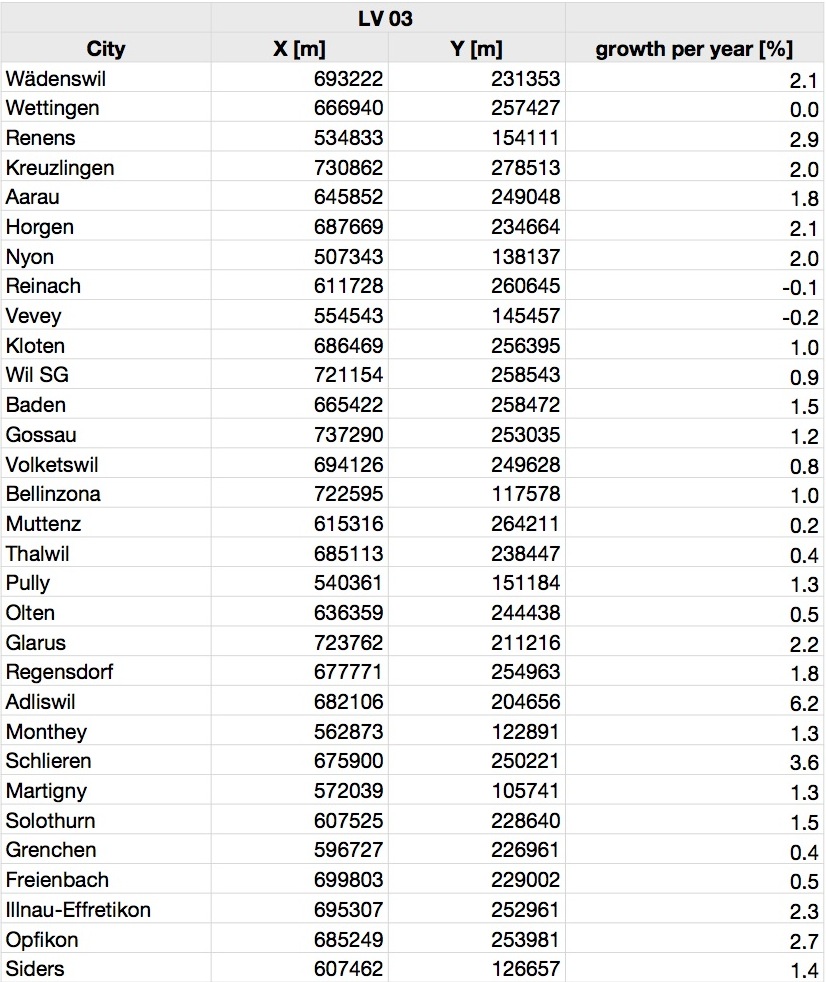 LV 03
City X [m] Y [m] growth per year [%]
Wädenswil 693222 231353 2.1
Wettingen 666940 257427 0.0
Renens 534833 154111 2.9
Kreuzlingen 730862 278513 2.0
Aarau 645852 249048 1.8
Horgen 687669 234664 2.1
Nyon 507343 138137 2.0
Reinach 611728 260645 -0.1
Vevey 554543 145457 -0.2
Kloten 686469 256395 1.0
Wil SG 721154 258543 0.9
Baden 665422 258472 1.5
Gossau 737290 253035 1.2
Volketswil 694126 249628 0.8
Bellinzona 722595 117578 1.0
Muttenz 615316 264211 0.2
Thalwil 685113 238447 0.4
Pully 540361 151184 1.3
Olten 636359 244438 0.5
Glarus 723762 211216 2.2
Regensdorf 677771 254963 1.8
Adliswil 682106 204656 6.2
Monthey 562873 122891 1.3
Schlieren 675900 250221 3.6
Martigny 572039 105741 1.3
Solothurn 607525 228640 1.5
Grenchen 596727 226961 0.4
Freienbach 699803 229002 0.5
Illnau-Effretikon 695307 252961 2.3
Opfikon 685249 253981 2.7
Siders 607462 126657 1.4